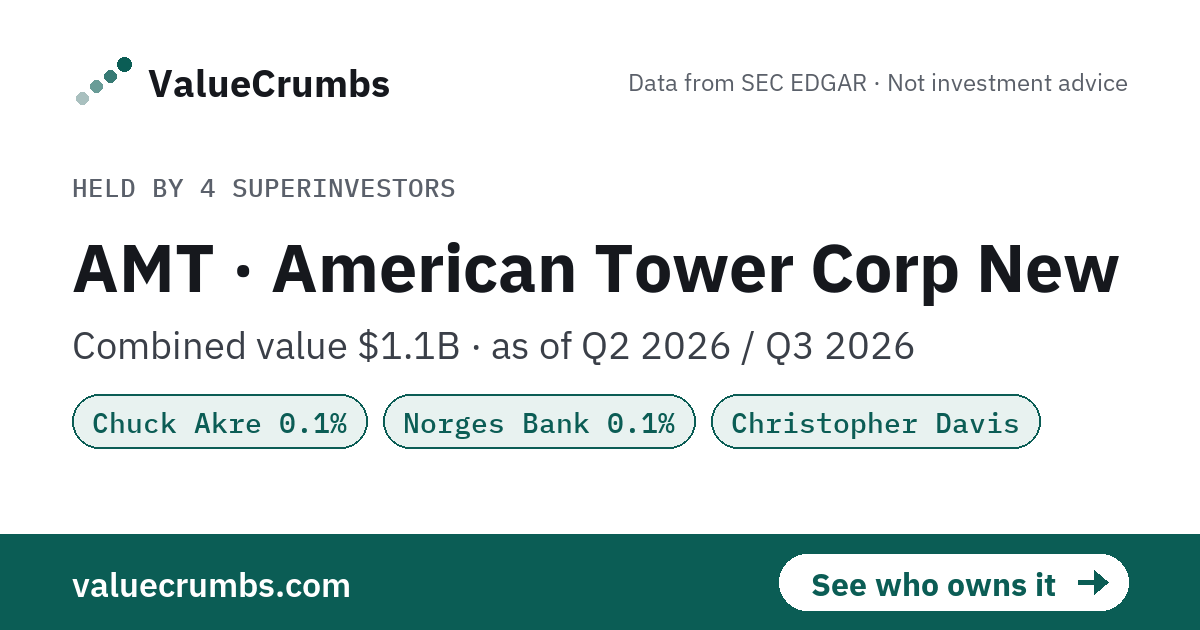 ValueCrumbs
Data from SEC EDGAR · Not investment advice
HELD BY 4 SUPERINVESTORS
AMT · American Tower Corp New
Combined value $1.1B · as of Q2 2026 / Q3 2026
Chuck Akre 0.1%
Norges Bank 0.1%
Christopher Davis
valuecrumbs.com
See who owns it →